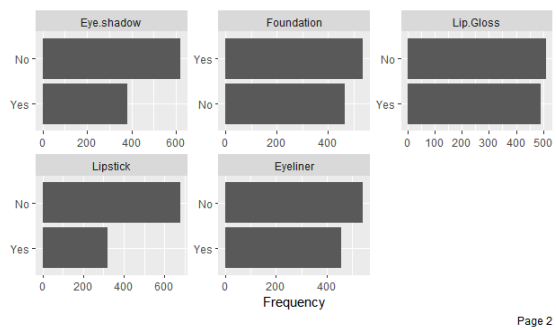 Eye.shadow Foundation Lip.Gloss
No Yes No
Yes No Yes
0 200 400 600 0 200 400 0 100 200 300 400 500
Lipstick Eyeliner
No No
Yes Yes
0 200 400 600 0 200 400
Frequency
Page 2